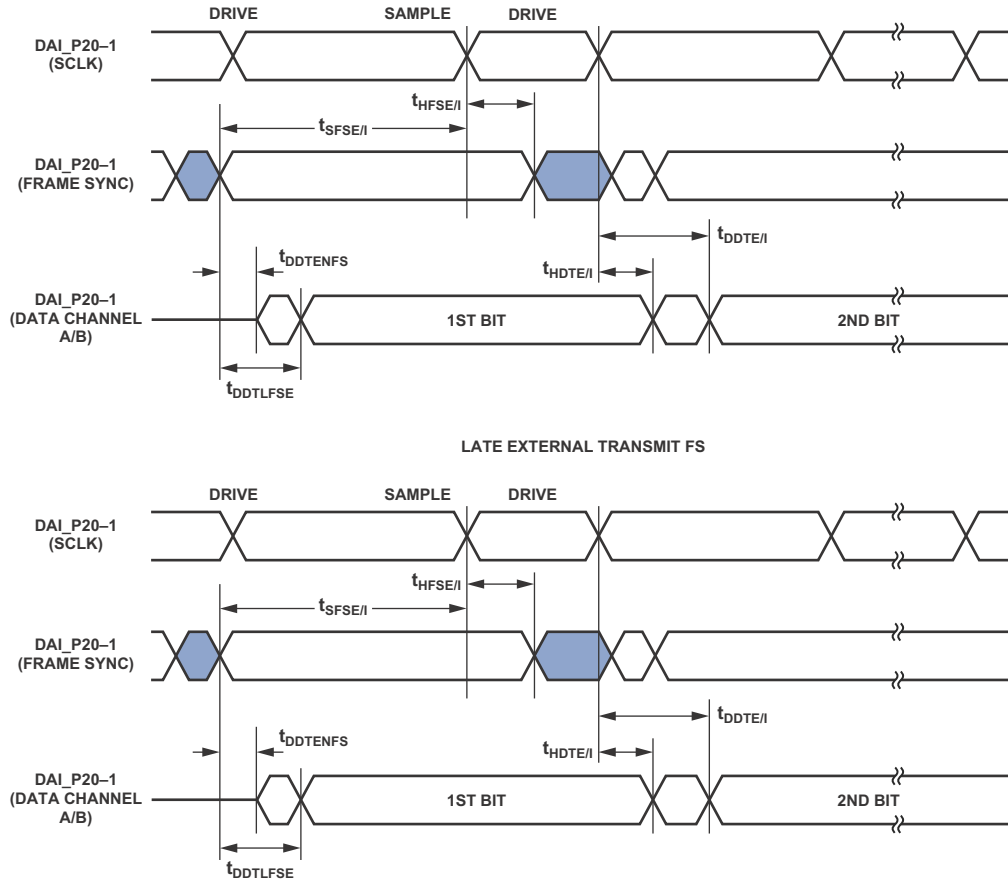 DRIVE SAMPLE DRIVE
DAI_P20–1
(SCLK)
tHFSE/I
tSFSE/I
DAI_P20–1
(FRAME SYNC)
tDDTE/I
tDDTENFS
tHDTE/I
DAI_P20–1
(DATA CHANNEL
A/B)
1ST BIT 2ND BIT
tDDTLFSE
LATE EXTERNAL TRANSMIT FS
DRIVE SAMPLE DRIVE
DAI_P20–1
(SCLK)
tHFSE/I
tSFSE/I
DAI_P20–1
(FRAME SYNC)
tDDTE/I
tDDTENFS
tHDTE/I
DAI_P20–1
(DATA CHANNEL
A/B)
1ST BIT 2ND BIT
tDDTLFSE